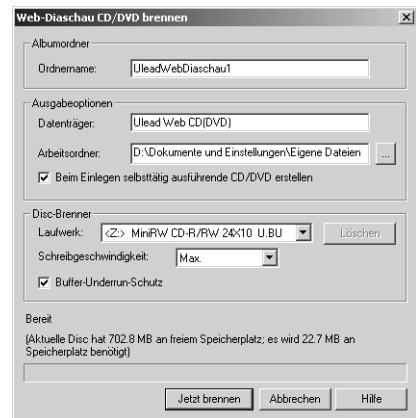 Web-Diaschau CD/DVD brennen
Albumordner
Ordnername: UleadWebDiaschau1
Ausgabeoptionen
Datenträger: Ulead Web CD(DVD)
Arbeitsordner: D:\Dokumente und Einstellungen\Eigene Dateien ...
Beim Einlegen selbsttätig ausführende CD/DVD erstellen
Disc-Brenner
Laufwerk: <Z:> MiniRW CD-R/RW 24X10 U.BU Löschen
Schreibgeschwindigkeit: Max.
Buffer-Underrun-Schutz
Bereit
(Aktuelle Disc hat 702.8 MB an freiem Speicherplatz; es wird 22.7 MB an
Speicherplatz benötigt)
Jetzt brennen Abbrechen Hilfe